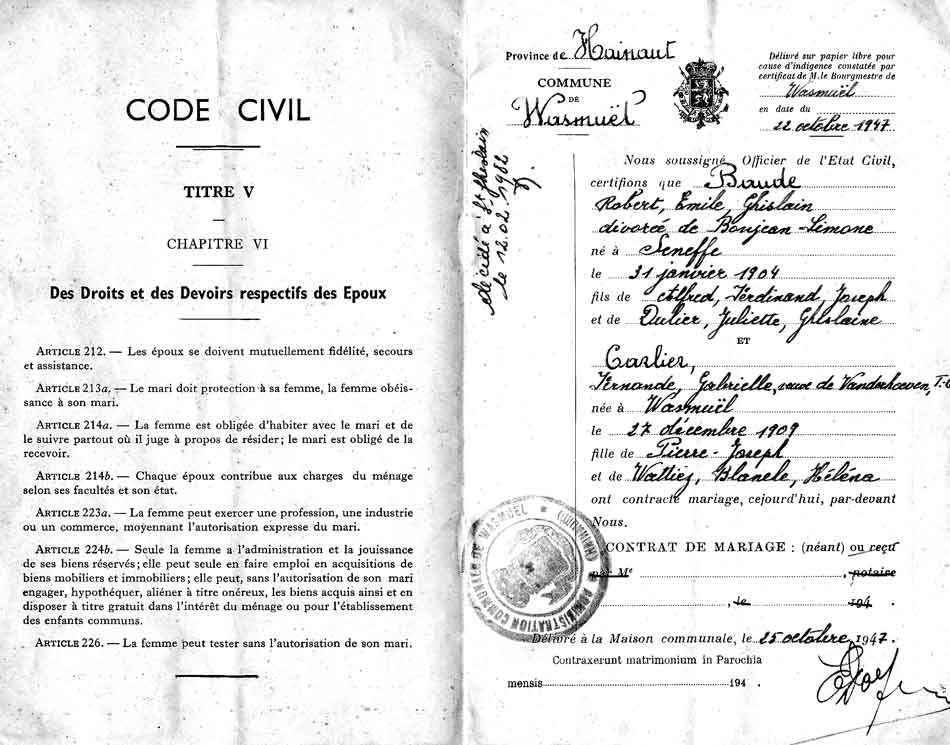 CODE CIVIL
TITRE V
CHAPITRE VI
Des Droits et des Devoirs respectifs des Epoux
ARTICLE 212. — Les époux se doivent mutuellement fidélité, secours
et assistance.
ARTICLE 213a. — Le mari doit protection à sa femme, la femme obéis-
sance à son mari.
ARTICLE 214a. — La femme est obligée d'habiter avec le mari et de
le suivre partout où il juge à propos de résider; le mari est obligé de la
recevoir.
ARTICLE 214b. — Chaque époux contribue aux charges du ménage
selon ses facultés et son état.
ARTICLE 223a. — La femme peut exercer une profession, une industrie
ou un commerce, moyennant l'autorisation expresse du mari.
ARTICLE 224b. — Seule la femme a l'administration et la jouissance
de ses biens réservés; elle peut seule en faire emploi en acquisitions de
biens mobiliers et immobiliers; elle peut, sans l'autorisation de son mari
engager, hypothéquer, aliéner à titre onéreux, les biens acquis ainsi et en
disposer à titre gratuit dans l'intérêt du ménage ou pour l'établissement
des enfants communs.
ARTICLE 226. — La femme peut tester sans l'autorisation de son mari.
Province de Hainaut
COMMUNE
DE
Wasmuël
Délivré sur papier libre pour
cause d'indigence constatée par
certificat de M. le Bourgmestre de
Wasmuël
en date du
22 octobre 1947
décédé à St Ghislain
le 12.02.1982
Nous soussigné, Officier de l'Etat Civil,
certifions que Baude
Robert, Emile, Ghislain
divorcé de Bonjean Simone
né à Seneffe
le 31 janvier 1904
fils de Alfred, Ferdinand, Joseph
et de Dulier, Juliette, Ghislaine
ET
Carlier,
Fernande, Gabrielle, veuve de Vanderhoeven,
née à Wasmuël
le 27 décembre 1909
fille de Pierre-Joseph
et de Wattiez, Blanche, Héléna
ont contracté mariage, cejourd'hui, par-devant
Nous.
CONTRAT DE MARIAGE : (néant) ou reçu
par Me , notaire
, le 194 .
Délivré à la Maison communale, le 25 octobre 1947.
Contraxerunt matrimonium in Parochia
mensis 194 .
ADMINISTRATION COMMUNALE DE WASMUEL * (QUIÉVRAIN)